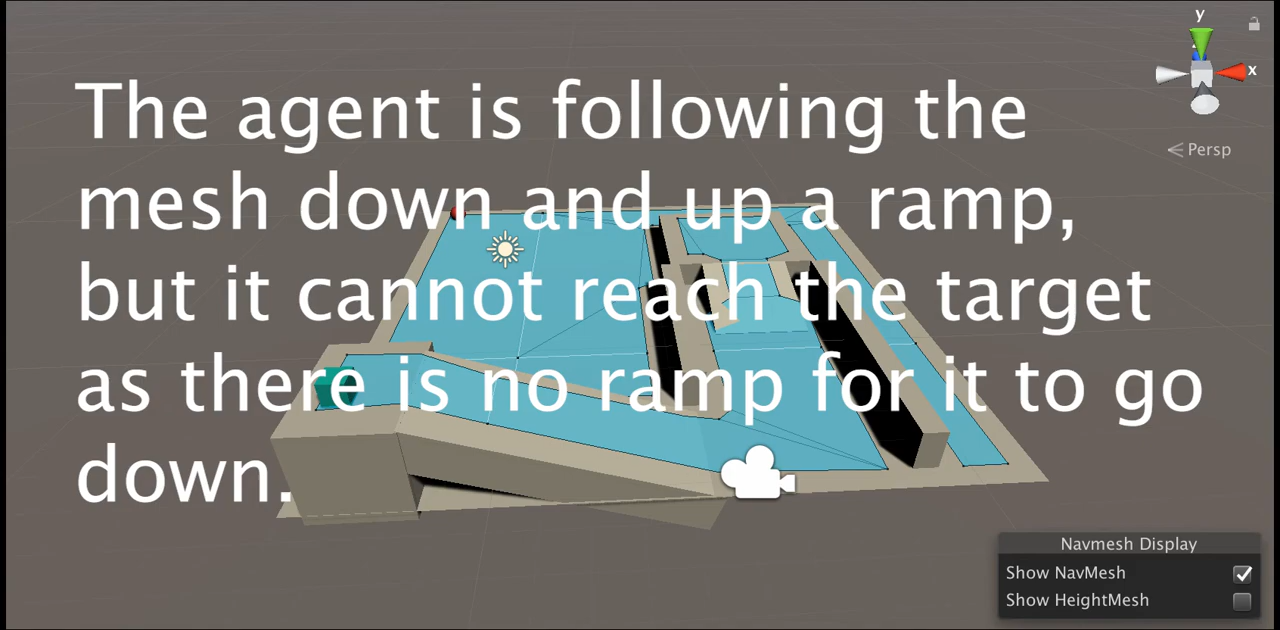 y
x
Persp
The agent is following the
mesh down and up a ramp,
but it cannot reach the target
as there is no ramp for it to go
down.
Navmesh Display
Show NavMesh
Show HeightMesh